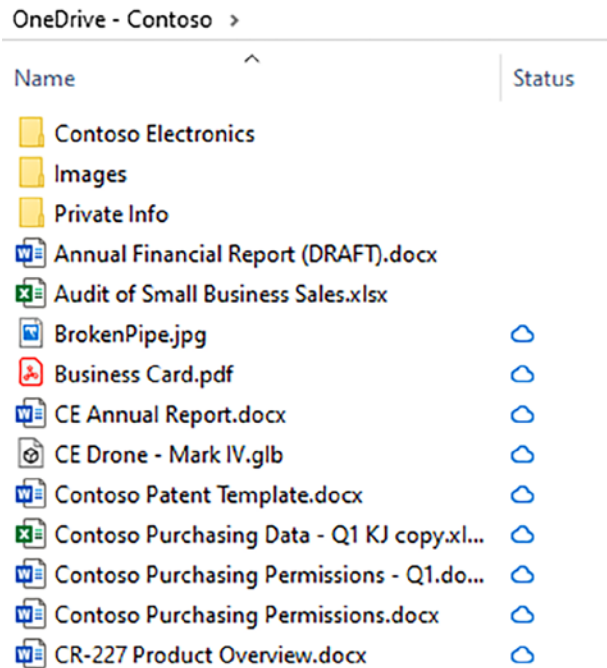 OneDrive - Contoso >
Name Status
Contoso Electronics
Images
Private Info
Annual Financial Report (DRAFT).docx
Audit of Small Business Sales.xlsx
BrokenPipe.jpg
Business Card.pdf
CE Annual Report.docx
CE Drone - Mark IV.glb
Contoso Patent Template.docx
Contoso Purchasing Data - Q1 KJ copy.xl...
Contoso Purchasing Permissions - Q1.do...
Contoso Purchasing Permissions.docx
CR-227 Product Overview.docx